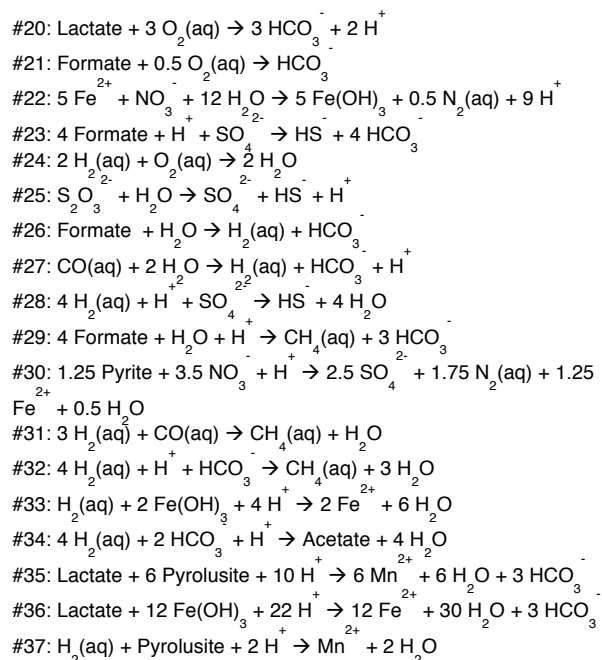 #20: Lactate + 3 O₂(aq) → 3 HCO₃⁻ + 2 H⁺
#21: Formate + 0.5 O₂(aq) → HCO₃⁻
#22: 5 Fe²⁺ + NO₃⁻ + 12 H₂O → 5 Fe(OH)₃ + 0.5 N₂(aq) + 9 H⁺
#23: 4 Formate + H⁺ + SO₄²⁻ → HS⁻ + 4 HCO₃⁻
#24: 2 H₂(aq) + O₂(aq) → 2 H₂O
#25: S₂O₃²⁻ + H₂O → SO₄²⁻ + HS⁻ + H⁺
#26: Formate + H₂O → H₂(aq) + HCO₃⁻
#27: CO(aq) + 2 H₂O → H₂(aq) + HCO₃⁻ + H⁺
#28: 4 H₂(aq) + H⁺ + SO₄²⁻ → HS⁻ + 4 H₂O
#29: 4 Formate + H₂O + H⁺ → CH₄(aq) + 3 HCO₃⁻
#30: 1.25 Pyrite + 3.5 NO₃⁻ + H⁺ → 2.5 SO₄²⁻ + 1.75 N₂(aq) + 1.25
Fe²⁺ + 0.5 H₂O
#31: 3 H₂(aq) + CO(aq) → CH₄(aq) + H₂O
#32: 4 H₂(aq) + H⁺ + HCO₃⁻ → CH₄(aq) + 3 H₂O
#33: H₂(aq) + 2 Fe(OH)₃ + 4 H⁺ → 2 Fe²⁺ + 6 H₂O
#34: 4 H₂(aq) + 2 HCO₃⁻ + H⁺ → Acetate + 4 H₂O
#35: Lactate + 6 Pyrolusite + 10 H⁺ → 6 Mn²⁺ + 6 H₂O + 3 HCO₃⁻
#36: Lactate + 12 Fe(OH)₃ + 22 H⁺ → 12 Fe²⁺ + 30 H₂O + 3 HCO₃⁻
#37: H₂(aq) + Pyrolusite + 2 H⁺ → Mn²⁺ + 2 H₂O